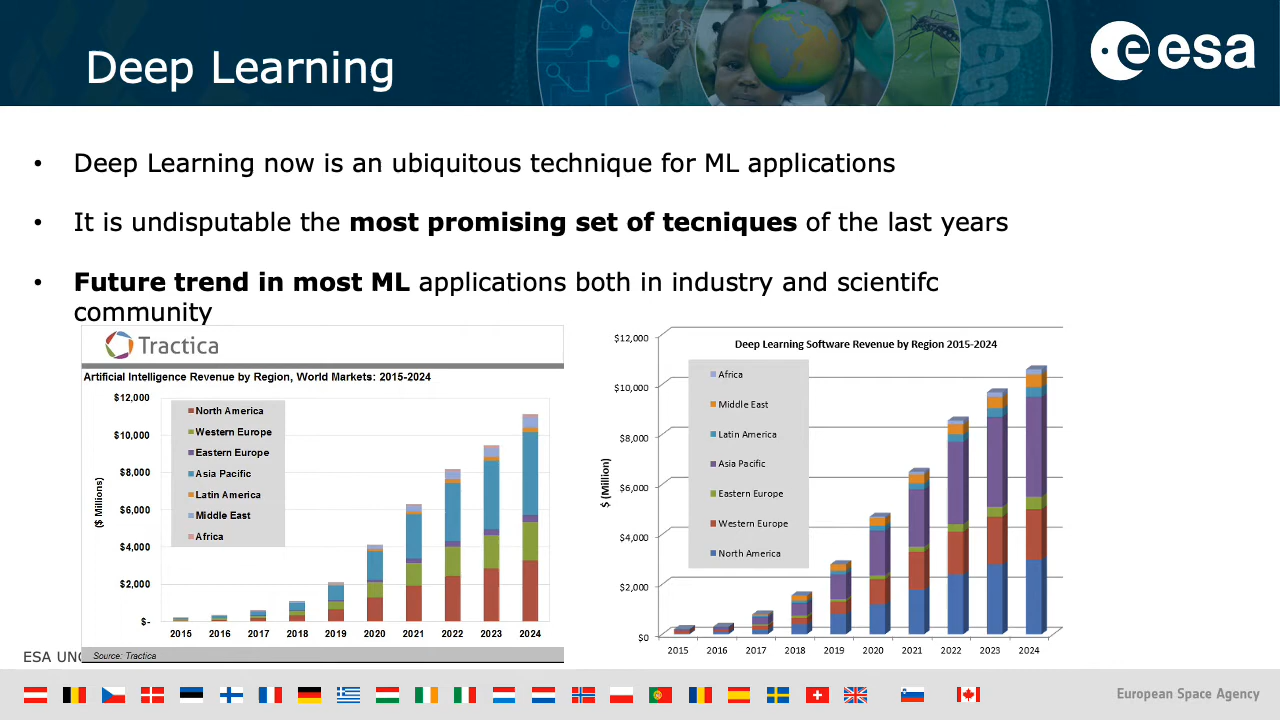 Deep Learning
esa
• Deep Learning now is an ubiquitous technique for ML applications
• It is undisputable the most promising set of tecniques of the last years
• Future trend in most ML applications both in industry and scientifc
community
Tractica
Artificial Intelligence Revenue by Region, World Markets: 2015-2024
$12,000
$10,000
$8,000
$6,000
$4,000
$2,000
$-
($ Millions)
North America
Western Europe
Eastern Europe
Asia Pacific
Latin America
Middle East
Africa
2015 2016 2017 2018 2019 2020 2021 2022 2023 2024
Source: Tractica
Deep Learning Software Revenue by Region 2015-2024
$12,000
$10,000
$8,000
$6,000
$4,000
$2,000
$0
$ (Million)
Africa
Middle East
Latin America
Asia Pacific
Eastern Europe
Western Europe
North America
2015 2016 2017 2018 2019 2020 2021 2022 2023 2024
ESA UNC
European Space Agency